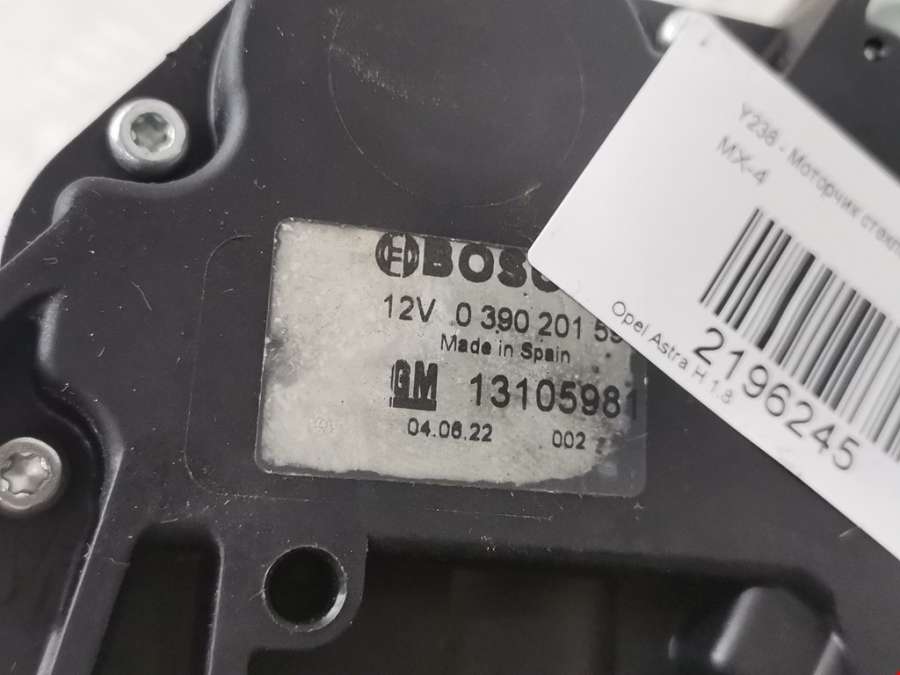 BOSC
12V 0 390 201 59
Made in Spain
GM 13105981
04.06.22 002
Y238 - Моторчик стекл
MX-4
2196245
Opel Astra H 1.8